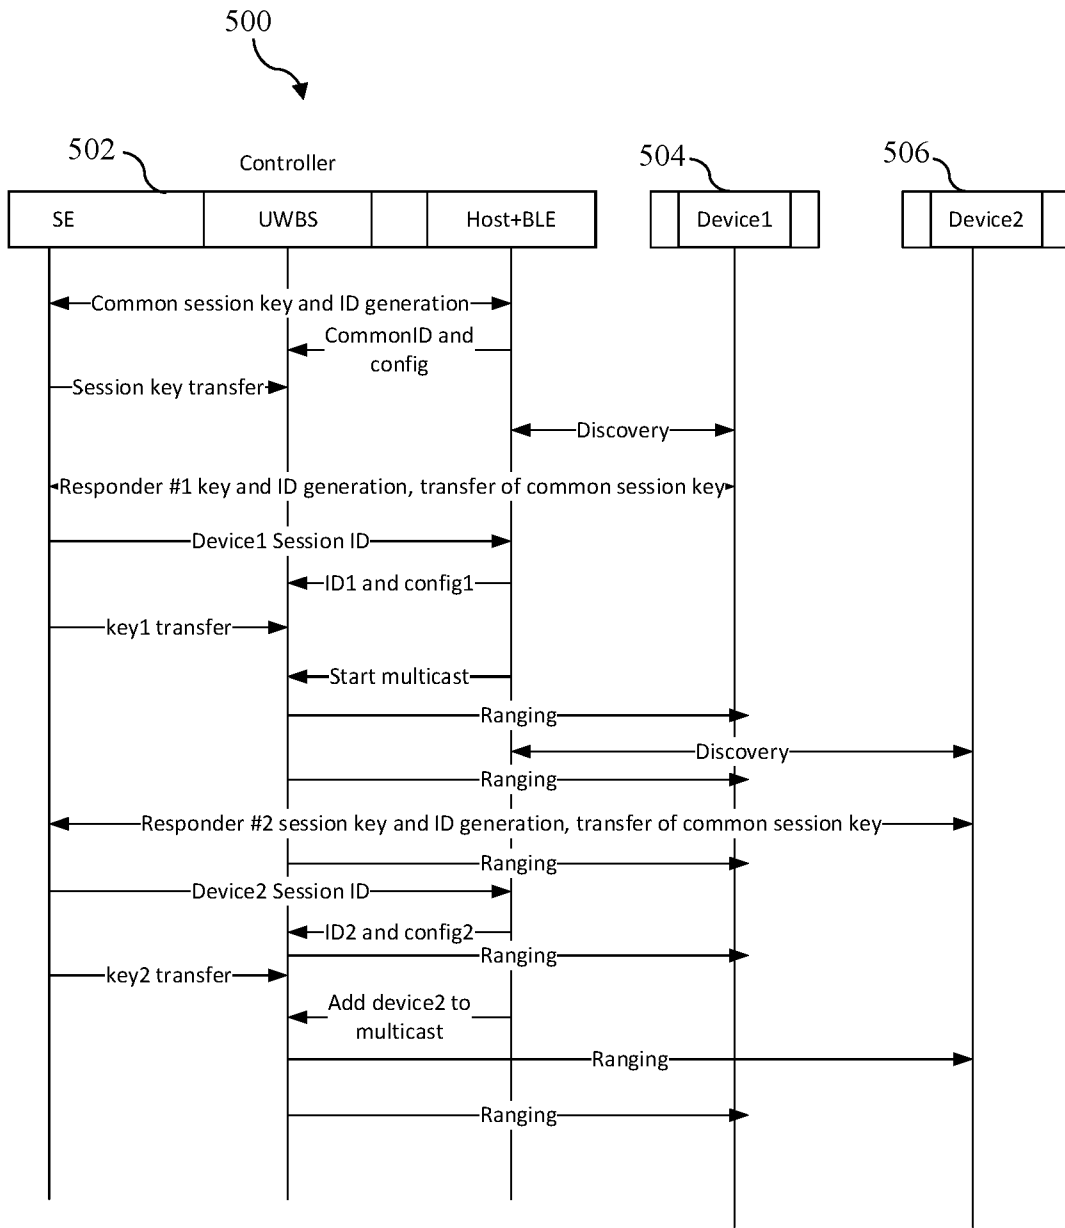 500
502
Controller
504
506
SE
UWBS
Host+BLE
Device1
Device2
Common session key and ID generation
CommonID and
config
Session key transfer
Discovery
Responder #1 key and ID generation, transfer of common session key
Device1 Session ID
ID1 and config1
key1 transfer
Start multicast
Ranging
Discovery
Ranging
Responder #2 session key and ID generation, transfer of common session key
Ranging
Device2 Session ID
ID2 and config2
Ranging
key2 transfer
Add device2 to
multicast
Ranging
Ranging